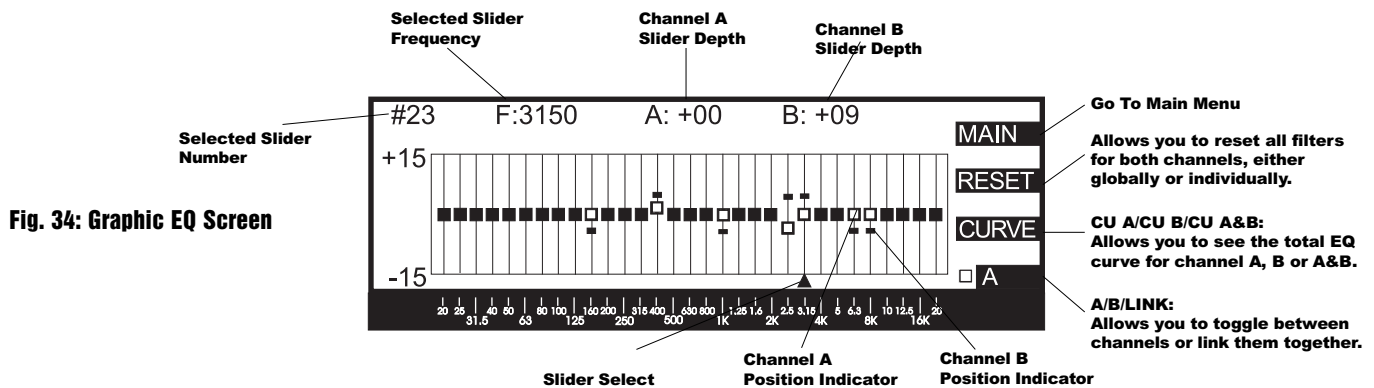 Selected Slider
Frequency
Channel A
Slider Depth
Channel B
Slider Depth
Selected Slider
Number
#23 F:3150 A: +00 B: +09
+15
-15
MAIN
RESET
CURVE
A
Go To Main Menu
Allows you to reset all filters
for both channels, either
globally or individually.
CU A/CU B/CU A&B:
Allows you to see the total EQ
curve for channel A, B or A&B.
A/B/LINK:
Allows you to toggle between
channels or link them together.
Fig. 34: Graphic EQ Screen
20 25 31.5 40 50 63 80 100 125 160 200 250 315 400 500 630 800 1K 1.25 1.6 2K 2.5 3.15 4K 5 6.3 8K 10 12.5 16K 20
Slider Select
Channel A
Position Indicator
Channel B
Position Indicator